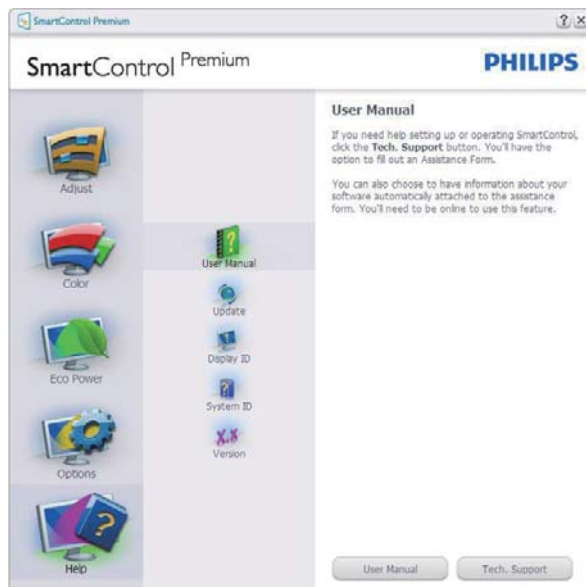 SmartControl Premium
SmartControl Premium
PHILIPS
Adjust
Color
Eco Power
Options
Help
User Manual
Update
Display ID
System ID
X.X
Version
User Manual
If you need help setting up or operating SmartControl,
click the Tech. Support button. You'll have the
option to fill out an Assistance Form.
You can also choose to have information about your
software automatically attached to the assistance
form. You'll need to be online to use this feature.
User Manual
Tech. Support